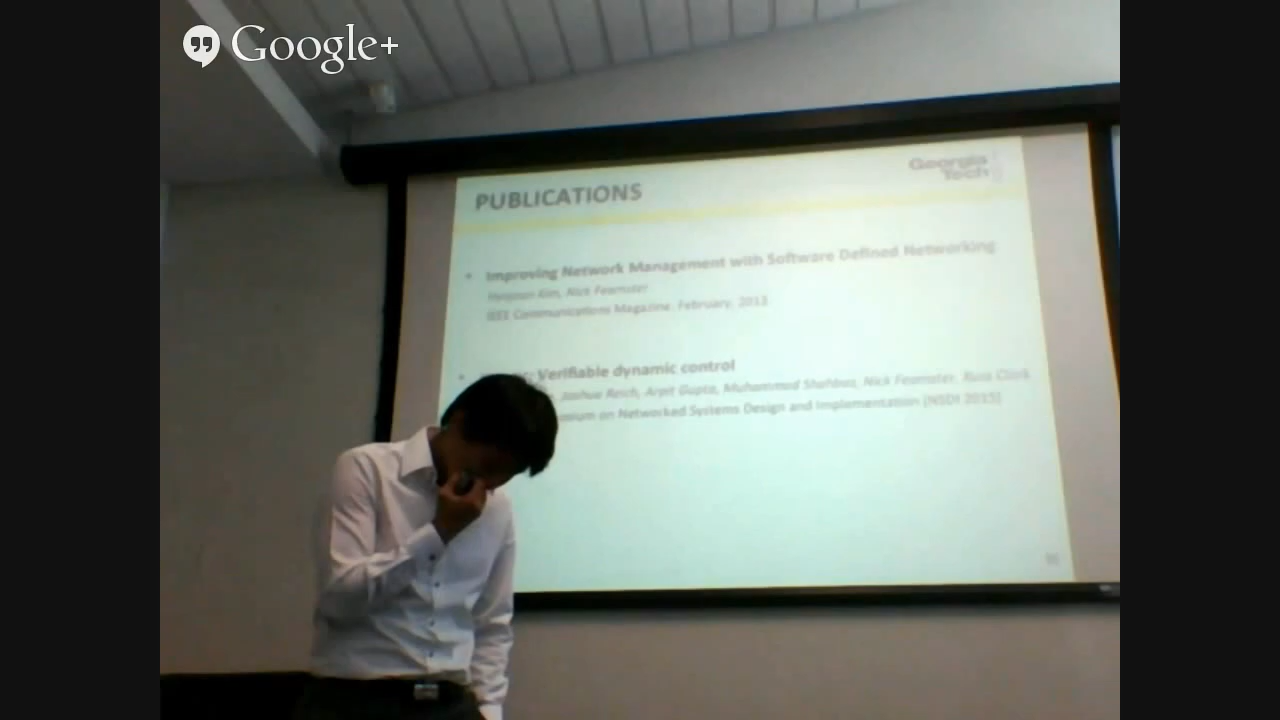 Google+
Georgia
Tech
PUBLICATIONS
• Improving Network Management with Software Defined Networking
Hyojoon Kim, Nick Feamster
IEEE Communications Magazine, February, 2013
• Verifiable dynamic control
Joshua Reich, Arpit Gupta, Muhammad Shahbaz, Nick Feamster, Russ Clark
on Networked Systems Design and Implementation (NSDI 2015)